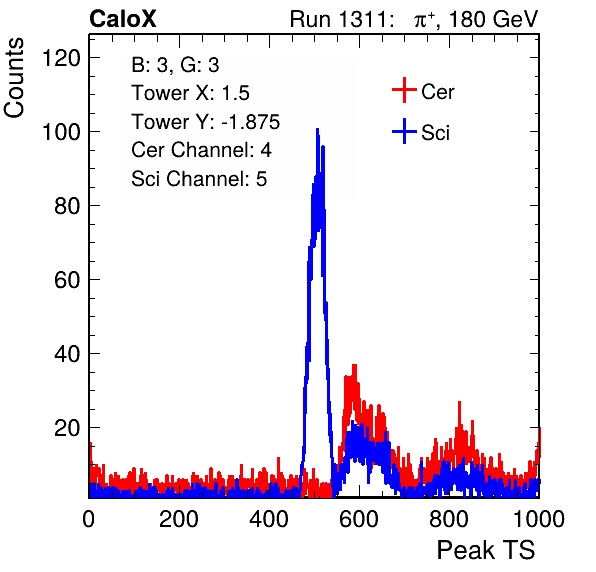 CaloX Run 1311: π⁺, 180 GeV
Counts
B: 3, G: 3
Tower X: 1.5
Tower Y: -1.875
Cer Channel: 4
Sci Channel: 5
Cer
Sci
120
100
80
60
40
20
0 200 400 600 800 1000
Peak TS